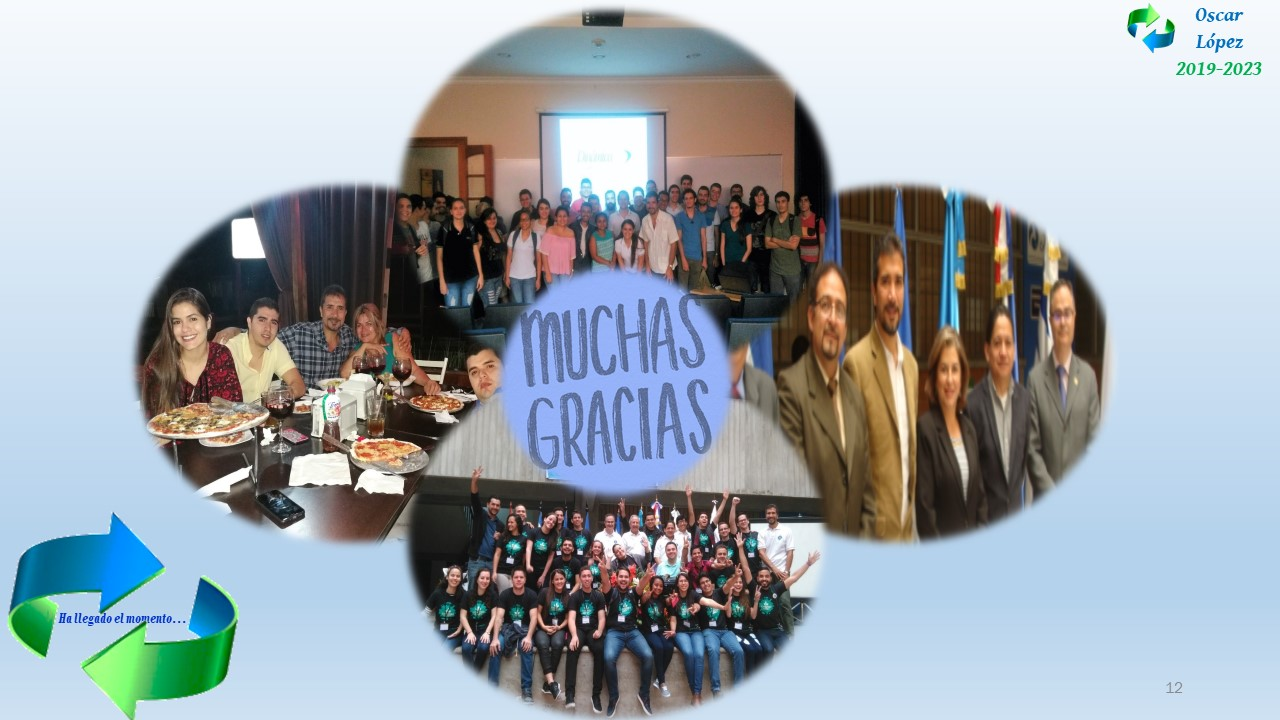 Oscar
López
2019-2023
MUCHAS
GRACIAS
Ha llegado el momento…
12